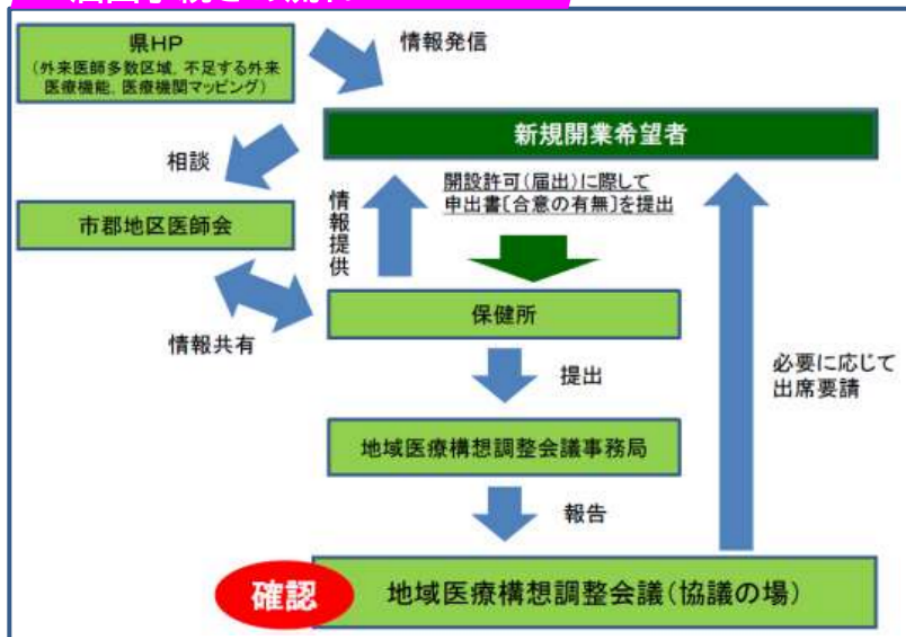 県HP
(外来医師多数区域、不足する外来
医療機能、医療機関マッピング)
情報発信
新規開業希望者
相談
市郡地区医師会
情報提供
開設許可(届出)に際して
申出書〔合意の有無〕を提出
保健所
情報共有
提出
必要に応じて
出席要請
地域医療構想調整会議事務局
報告
確認
地域医療構想調整会議(協議の場)